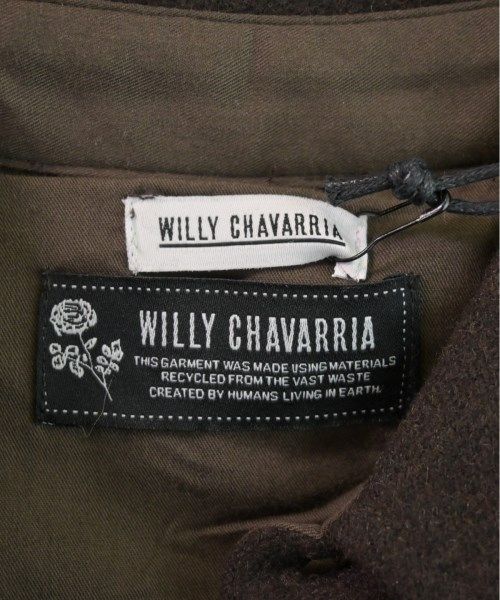 WILLY CHAVARRIA
WILLY CHAVARRIA
THIS GARMENT WAS MADE USING MATERIALS
RECYCLED FROM THE VAST WASTE
CREATED BY HUMANS LIVING IN EARTH.